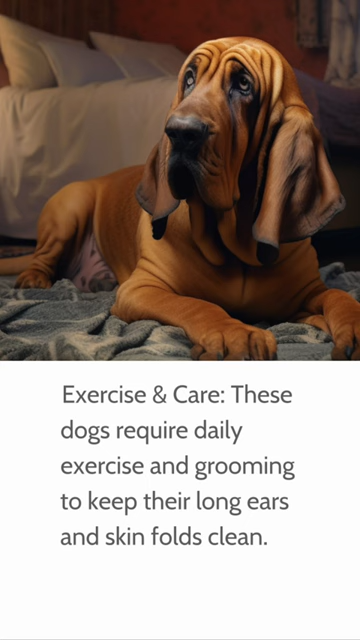 Exercise & Care: These
dogs require daily
exercise and grooming
to keep their long ears
and skin folds clean.